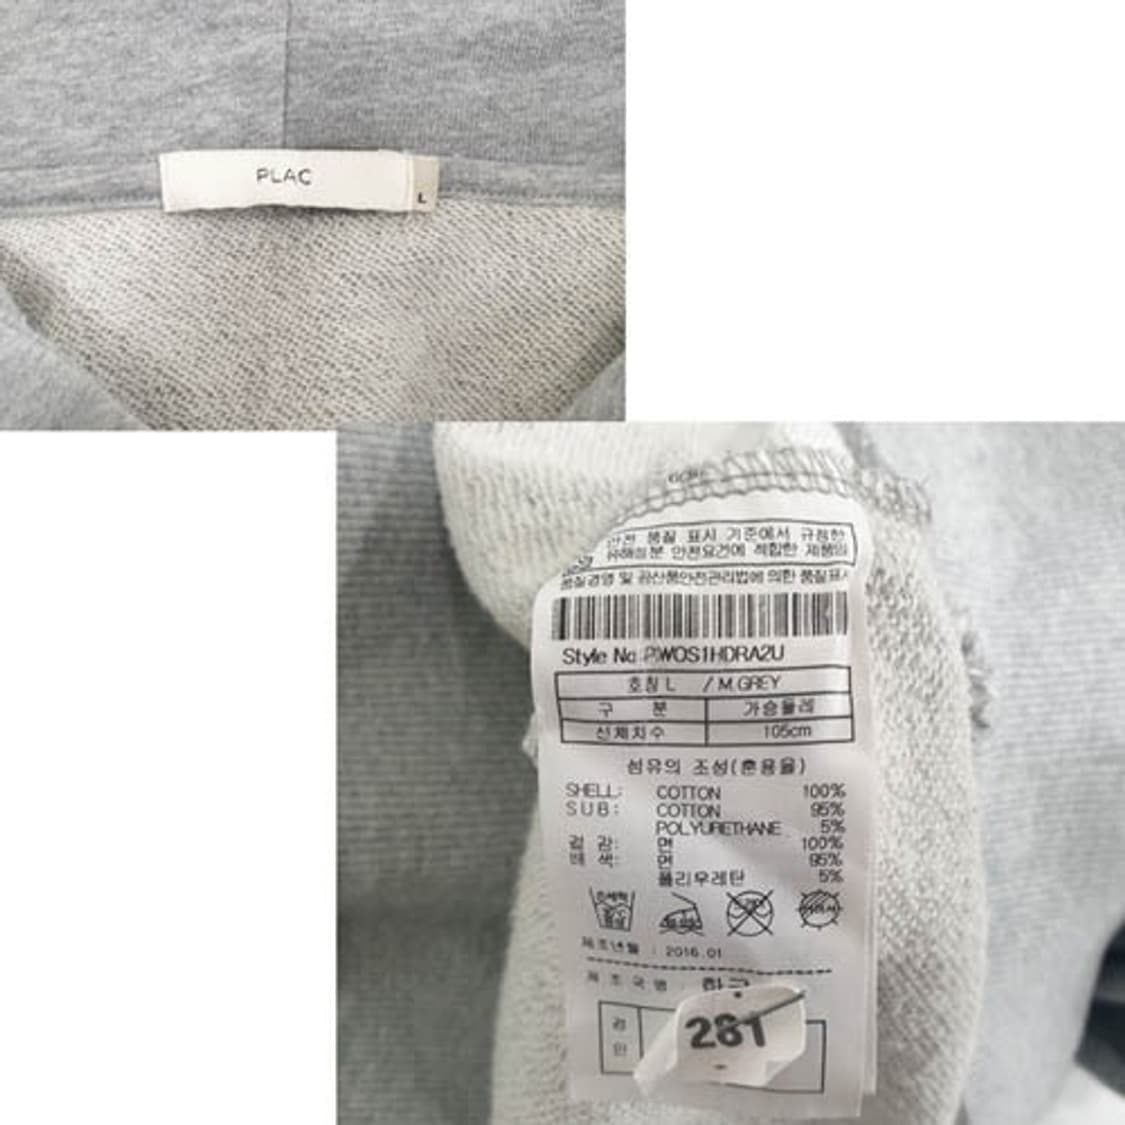 PLAC
L
안전 품질 표시 기준에서 규정한
유해성분 안전요건에 적합한 제품임
품질경영 및 공산품안전관리법에 의한 품질표시
Style No PWOS1HDRA2U
호칭 L / M.GREY
구 분 가슴둘레
신체치수 105cm
섬유의 조성(혼용율)
SHELL: COTTON 100%
SUB: COTTON 95%
POLYURETHANE 5%
겉감: 면 100%
배색: 면 95%
폴리우레탄 5%
제조년월 : 2016.01
제조국명 : 한국
281